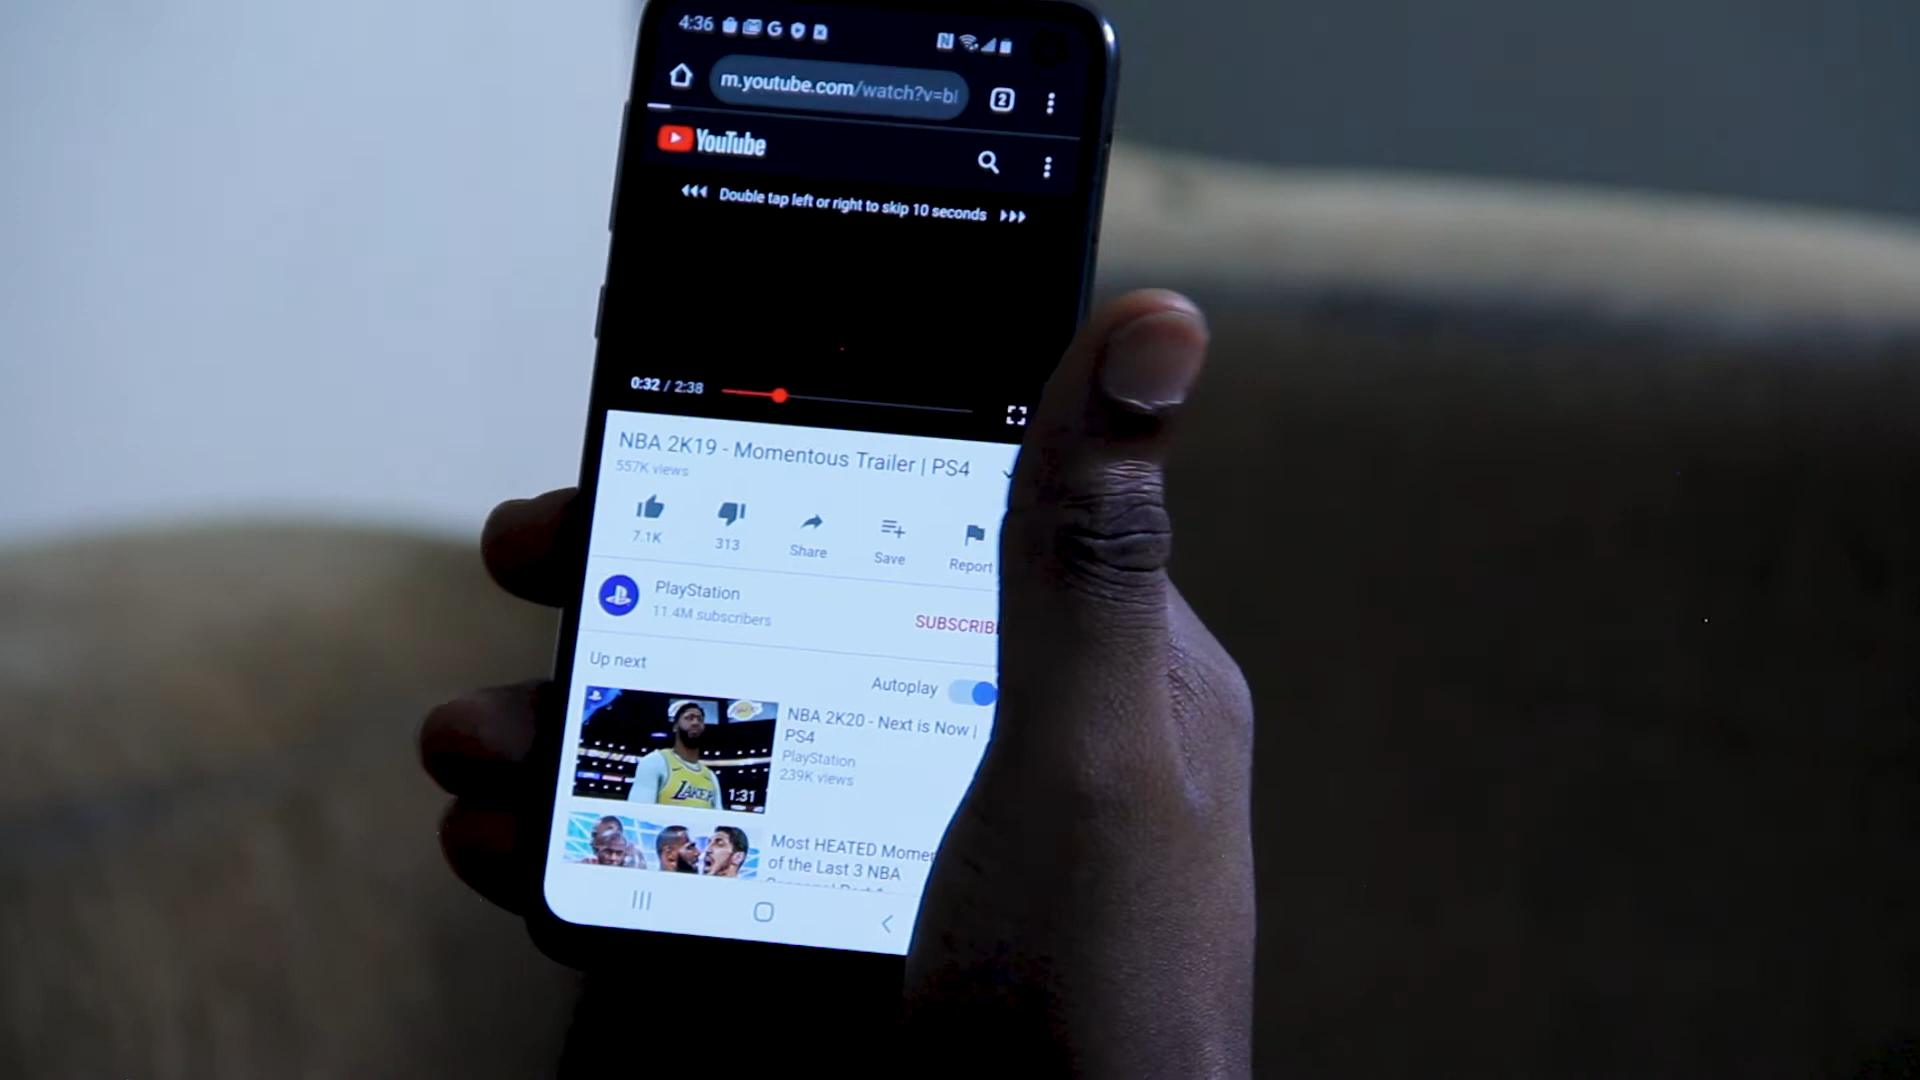 4:36
m.youtube.com/watch?v=b
2
YouTube
Double tap left or right to skip 10 seconds
0:32 / 2:38
NBA 2K19 - Momentous Trailer | PS4
557K views
7.1K
313
Share
Save
Report
PlayStation
11.4M subscribers
SUBSCRIB
Up next
Autoplay
NBA 2K20 - Next is Now |
PS4
PlayStation
239K views
LAKER
1:31
Most HEATED Momen
of the Last 3 NBA